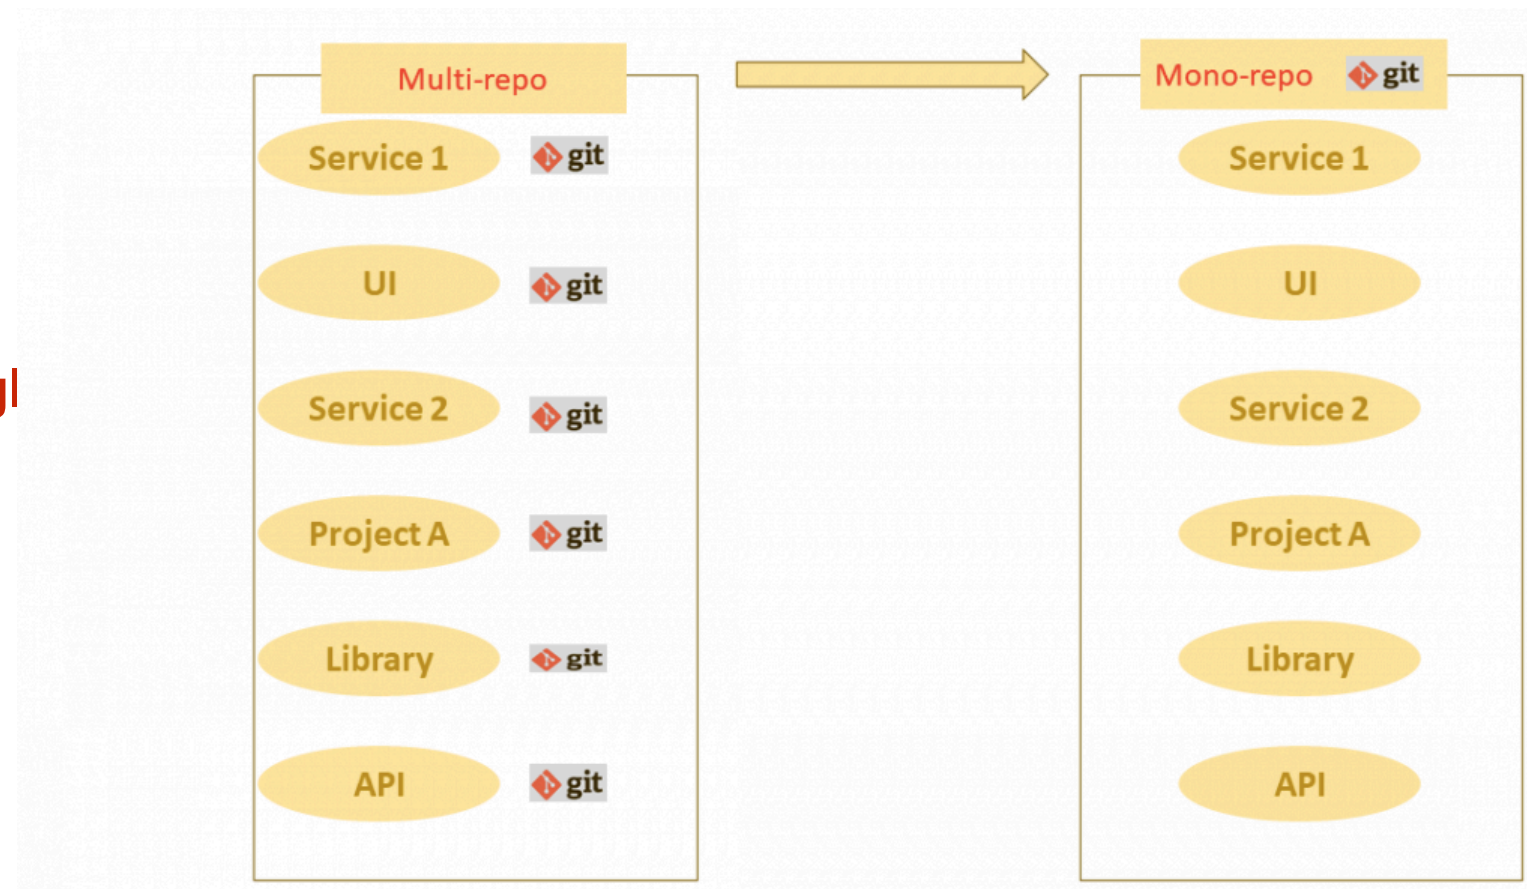 Multi-repo
Service 1 git
UI git
Service 2 git
Project A git
Library git
API git
Mono-repo git
Service 1
UI
Service 2
Project A
Library
API